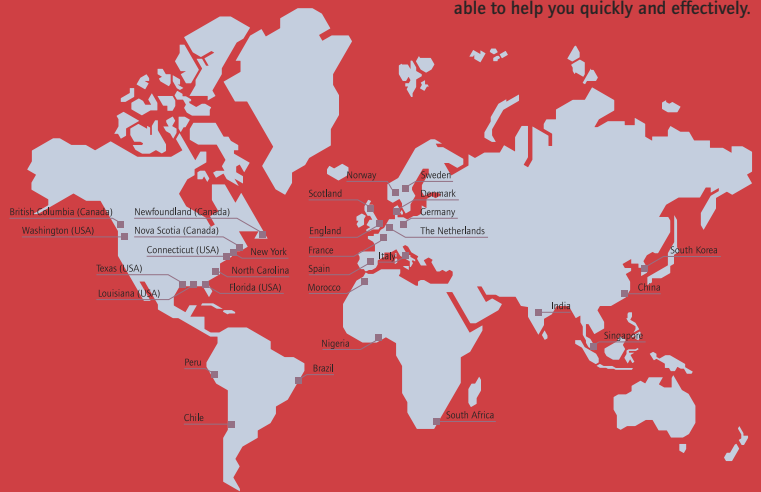 able to help you quickly and effectively.
Norway
Sweden
Scotland
Denmark
British Columbia (Canada)
Newfoundland (Canada)
Germany
Washington (USA)
Nova Scotia (Canada)
England
The Netherlands
Connecticut (USA)
New York
France
Italy
South Korea
Texas (USA)
North Carolina
Spain
Louisiana (USA)
Florida (USA)
Morocco
China
India
Nigeria
Singapore
Peru
Brazil
Chile
South Africa